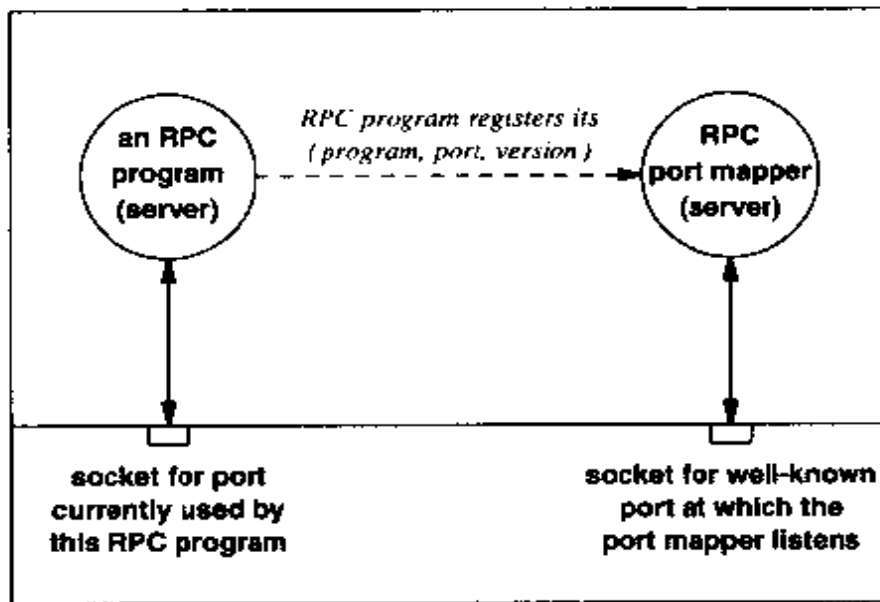 an RPC
program
(server)
RPC program registers its
(program, port, version)
RPC
port mapper
(server)
socket for port
currently used by
this RPC program
socket for well-known
port at which the
port mapper listens